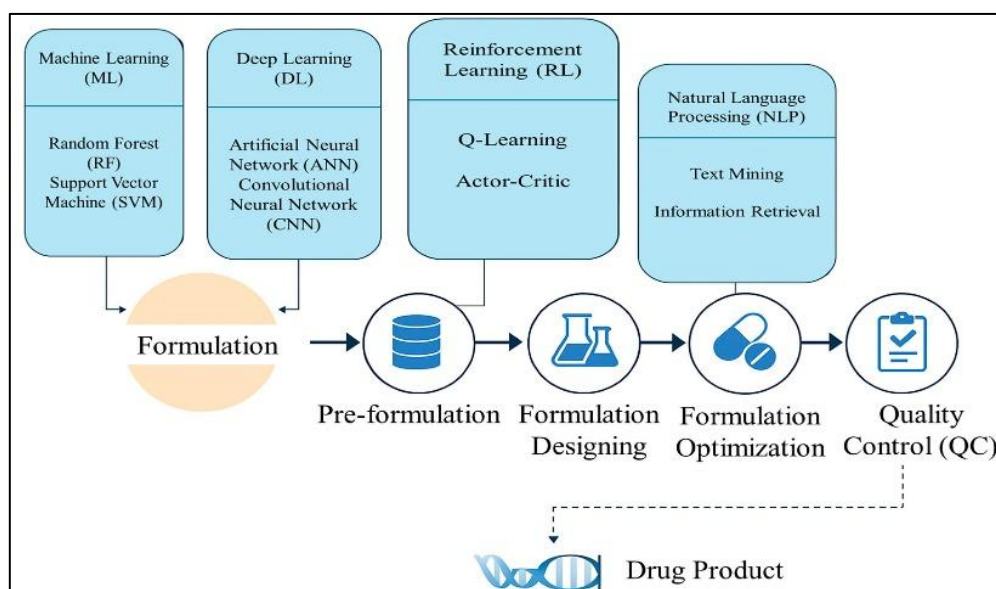 Machine Learning
(ML)
Random Forest
(RF)
Support Vector
Machine (SVM)
Deep Learning
(DL)
Artificial Neural
Network (ANN)
Convolutional
Neural Network
(CNN)
Reinforcement
Learning (RL)
Q-Learning
Actor-Critic
Natural Language
Processing (NLP)
Text Mining
Information Retrieval
Formulation
Pre-formulation
Formulation
Designing
Formulation
Optimization
Quality
Control (QC)
Drug Product